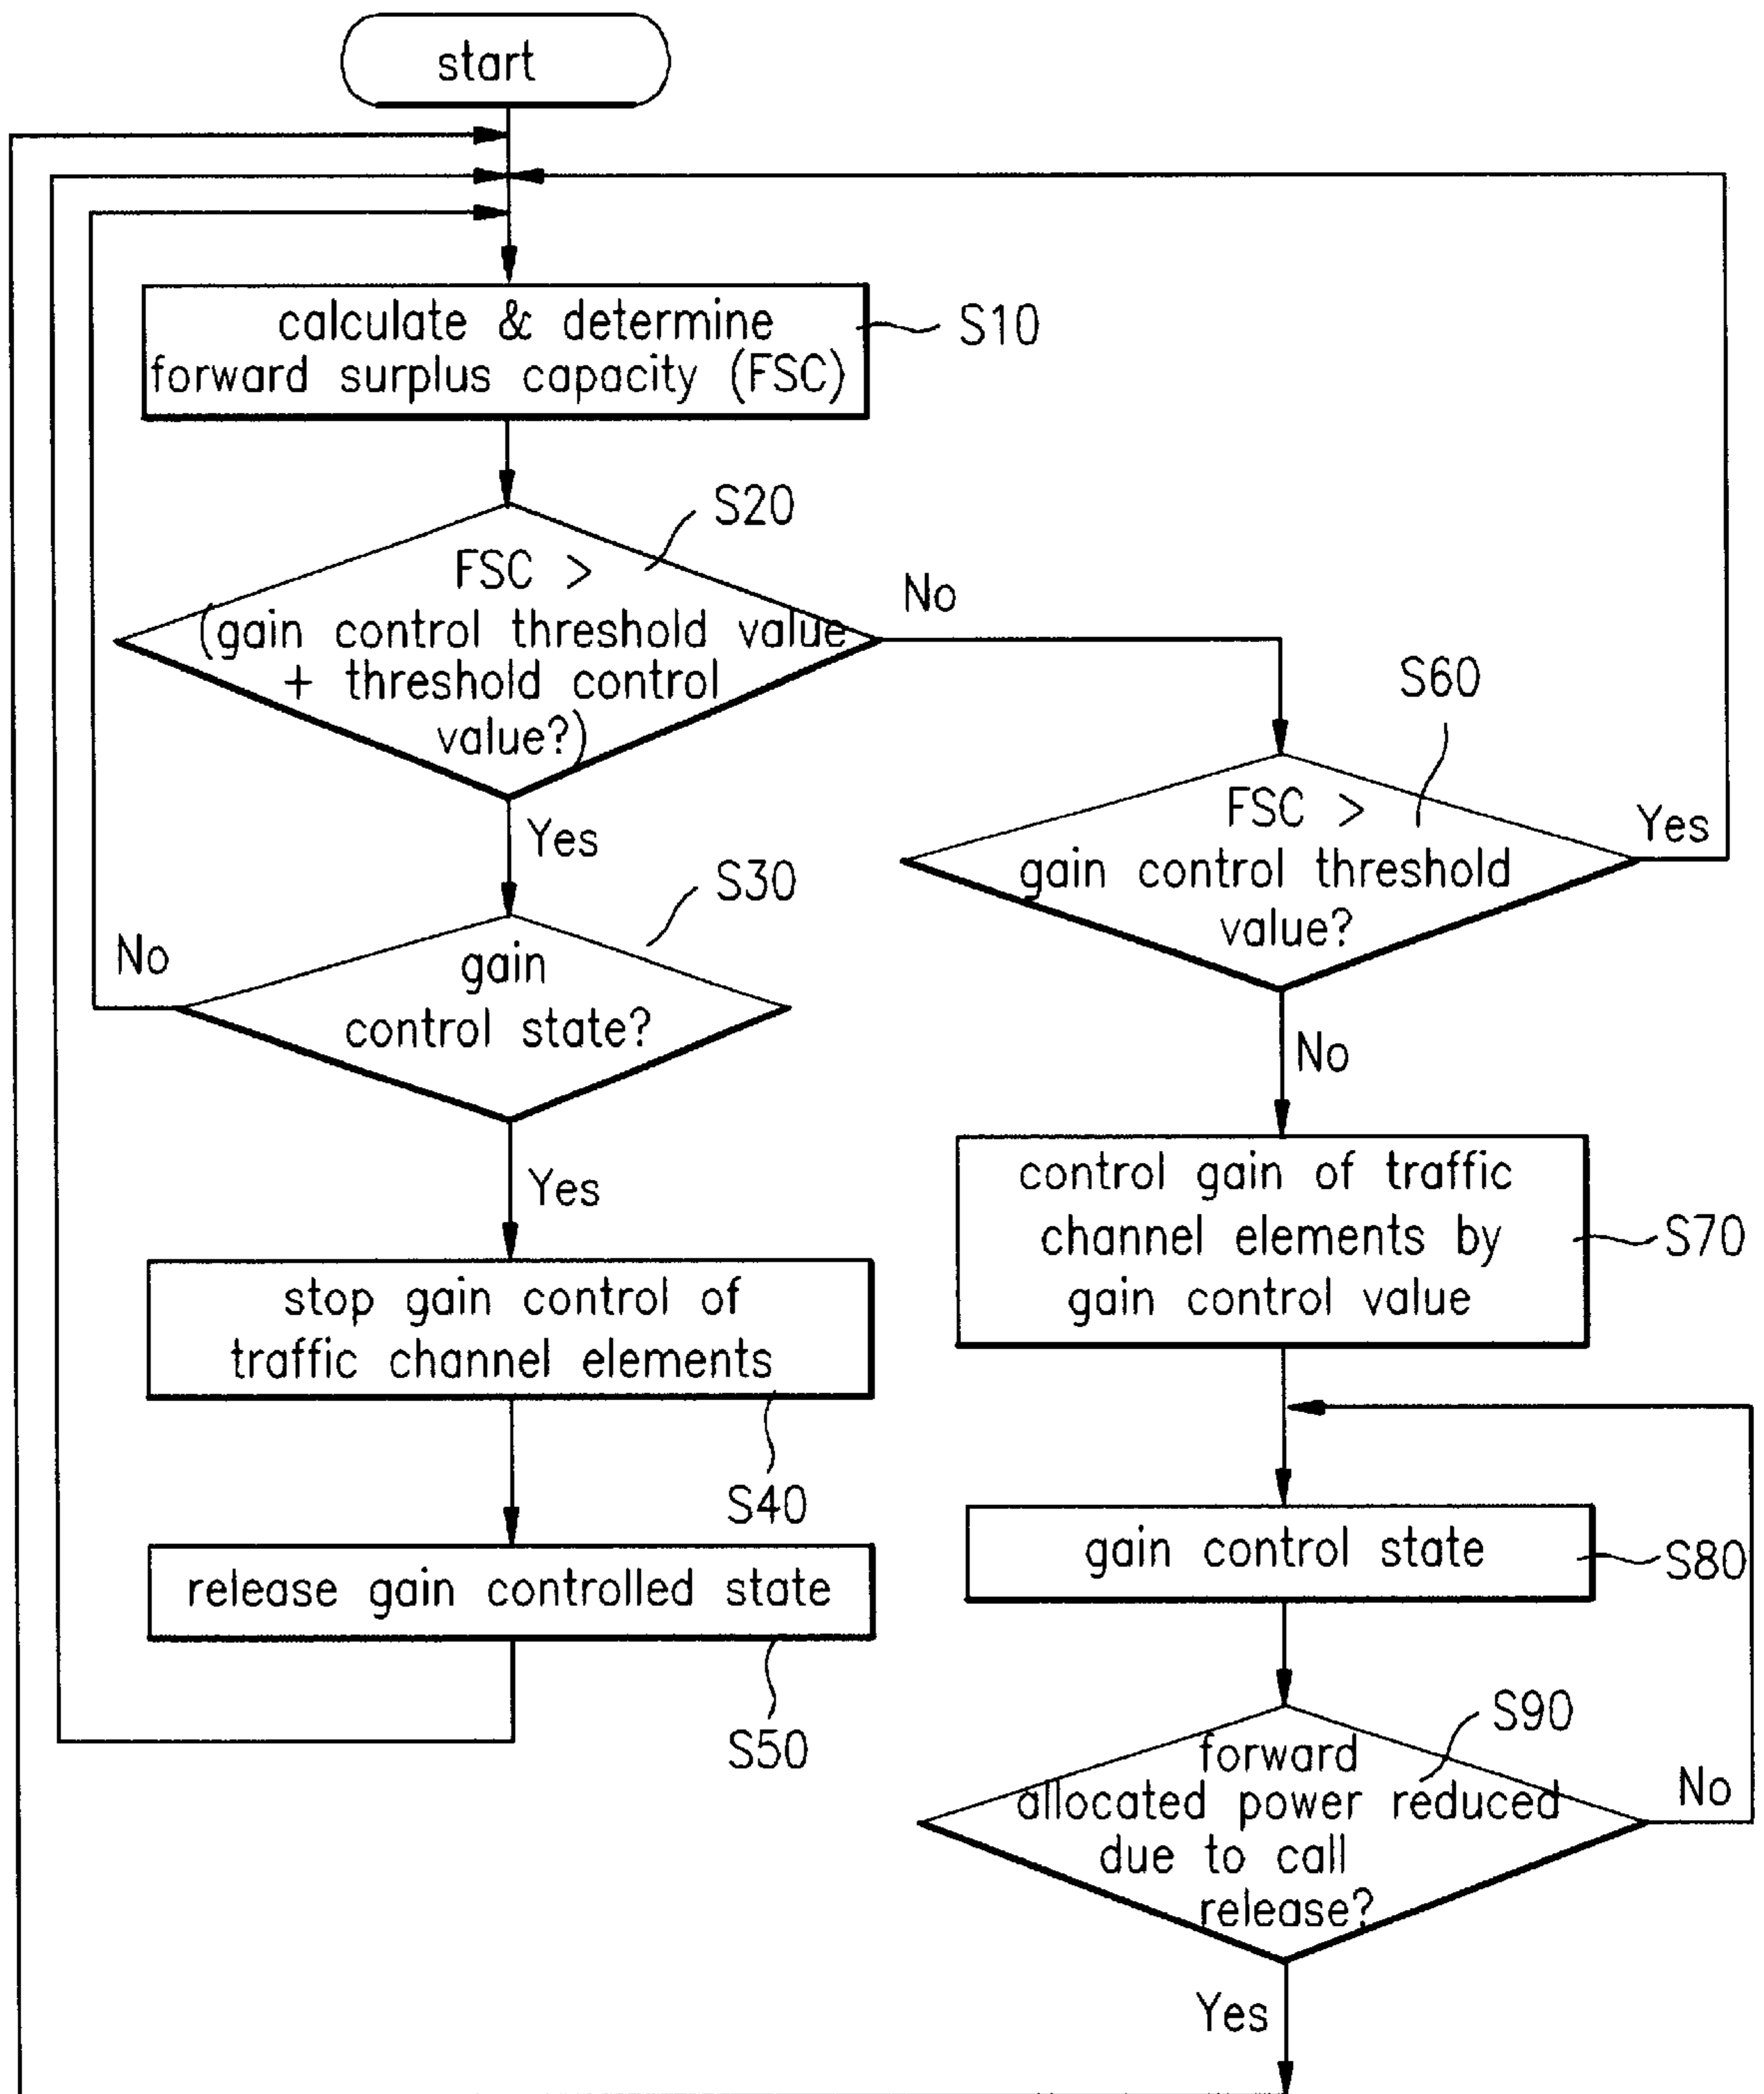 start
calculate & determine
forward surplus capacity (FSC)
S10
S20
FSC >
(gain control threshold value
+ threshold control
value?)
No
Yes
S60
FSC >
gain control threshold
value?
Yes
No
S30
gain
control state?
No
Yes
control gain of traffic
channel elements by
gain control value
S70
stop gain control of
traffic channel elements
S40
gain control state
S80
release gain controlled state
S50
S90
forward
allocated power reduced
due to call
release?
No
Yes